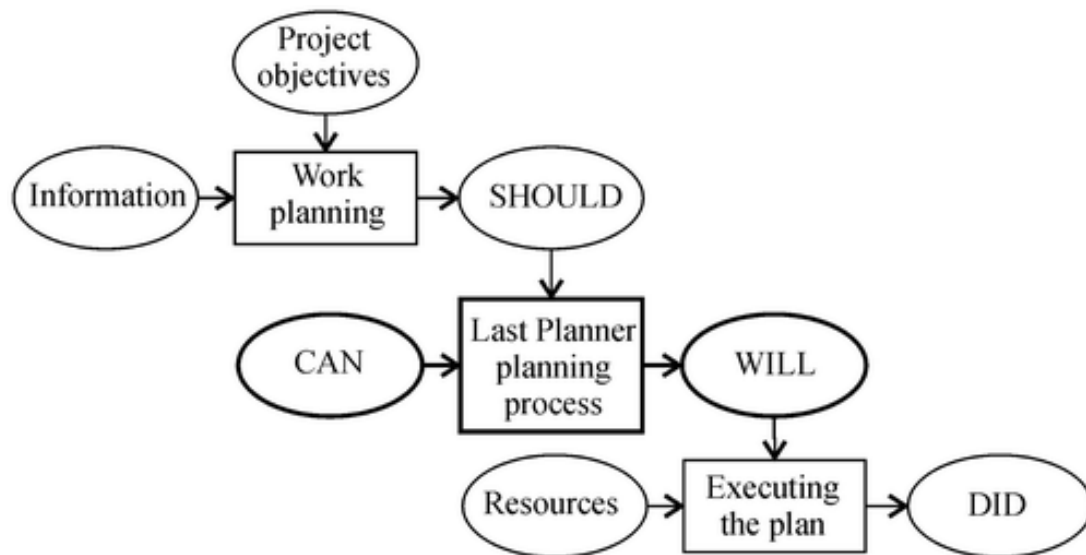 Project
objectives
Information
Work
planning
SHOULD
CAN
Last Planner
planning
process
WILL
Resources
Executing
the plan
DID